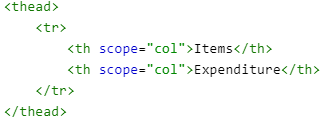 <thead>
    <tr>
        <th scope="col">Items</th>
        <th scope="col">Expenditure</th>
    </tr>
</thead>